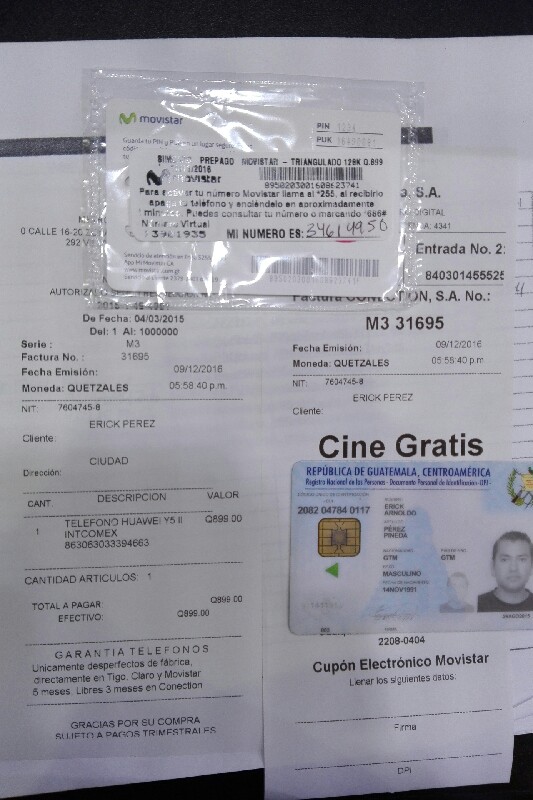 movistar
PIN
PUK
PREPAGO MOVISTAR - TRIANGULADO 128K Q.899
movistar
8958020301608623741
Para activar tu número Movistar llama al *255, al recibirlo
apaga tu teléfono y enciéndelo en aproximadamente
1 minuto. Puedes consultar tu número o marcando *686#
Número Virtual
MI NUMERO ES: 34619950
S.A.
DIGITAL
4341
Entrada No. 2:
840301455525
Factura CONECTION, S.A. No.:
M3 31695
Fecha Emisión: 09/12/2016
Moneda: QUETZALES 05:58:40 p.m.
NIT: 7604745-8
ERICK PEREZ
Cliente:
Cine Gratis
0 CALLE 16-20
De Fecha: 04/03/2015
Del: 1 Al: 1000000
Serie : M3
Factura No. : 31695
Fecha Emisión: 09/12/2016
Moneda: QUETZALES 05:58:40 p.m.
NIT: 7604745-8
ERICK PEREZ
Cliente:
CIUDAD
Dirección:
CANT. DESCRIPCION VALOR
1 TELEFONO HUAWEI Y5 II Q899.00
INTCOMEX
863063033394663
CANTIDAD ARTICULOS 1
TOTAL A PAGAR Q899.00
EFECTIVO: Q899.00
GARANTIA TELEFONOS
Unicamente desperfectos de fábrica,
directamente en Tigo, Claro y Movistar
6 meses. Libres 3 meses en Conection
GRACIAS POR SU COMPRA
SUJETO A PAGOS TRIMESTRALES
REPÚBLICA DE GUATEMALA, CENTROAMÉRICA
Registro Nacional de las Personas - Documento Personal de Identificación -DPI-
2082 04784 0117
ERICK
ARNOLDO
PÉREZ
PINEDA
GTM GTM
MASCULINO
14NOV1991
2208-0404
Cupón Electrónico Movistar
Llenar los siguientes datos:
Firma
DPI